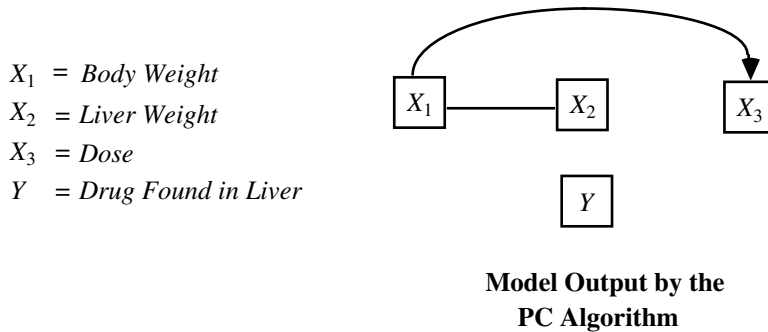 X₁ = Body Weight
X₂ = Liver Weight
X₃ = Dose
Y = Drug Found in Liver
X₁ X₂ X₃
Y
Model Output by the
PC Algorithm